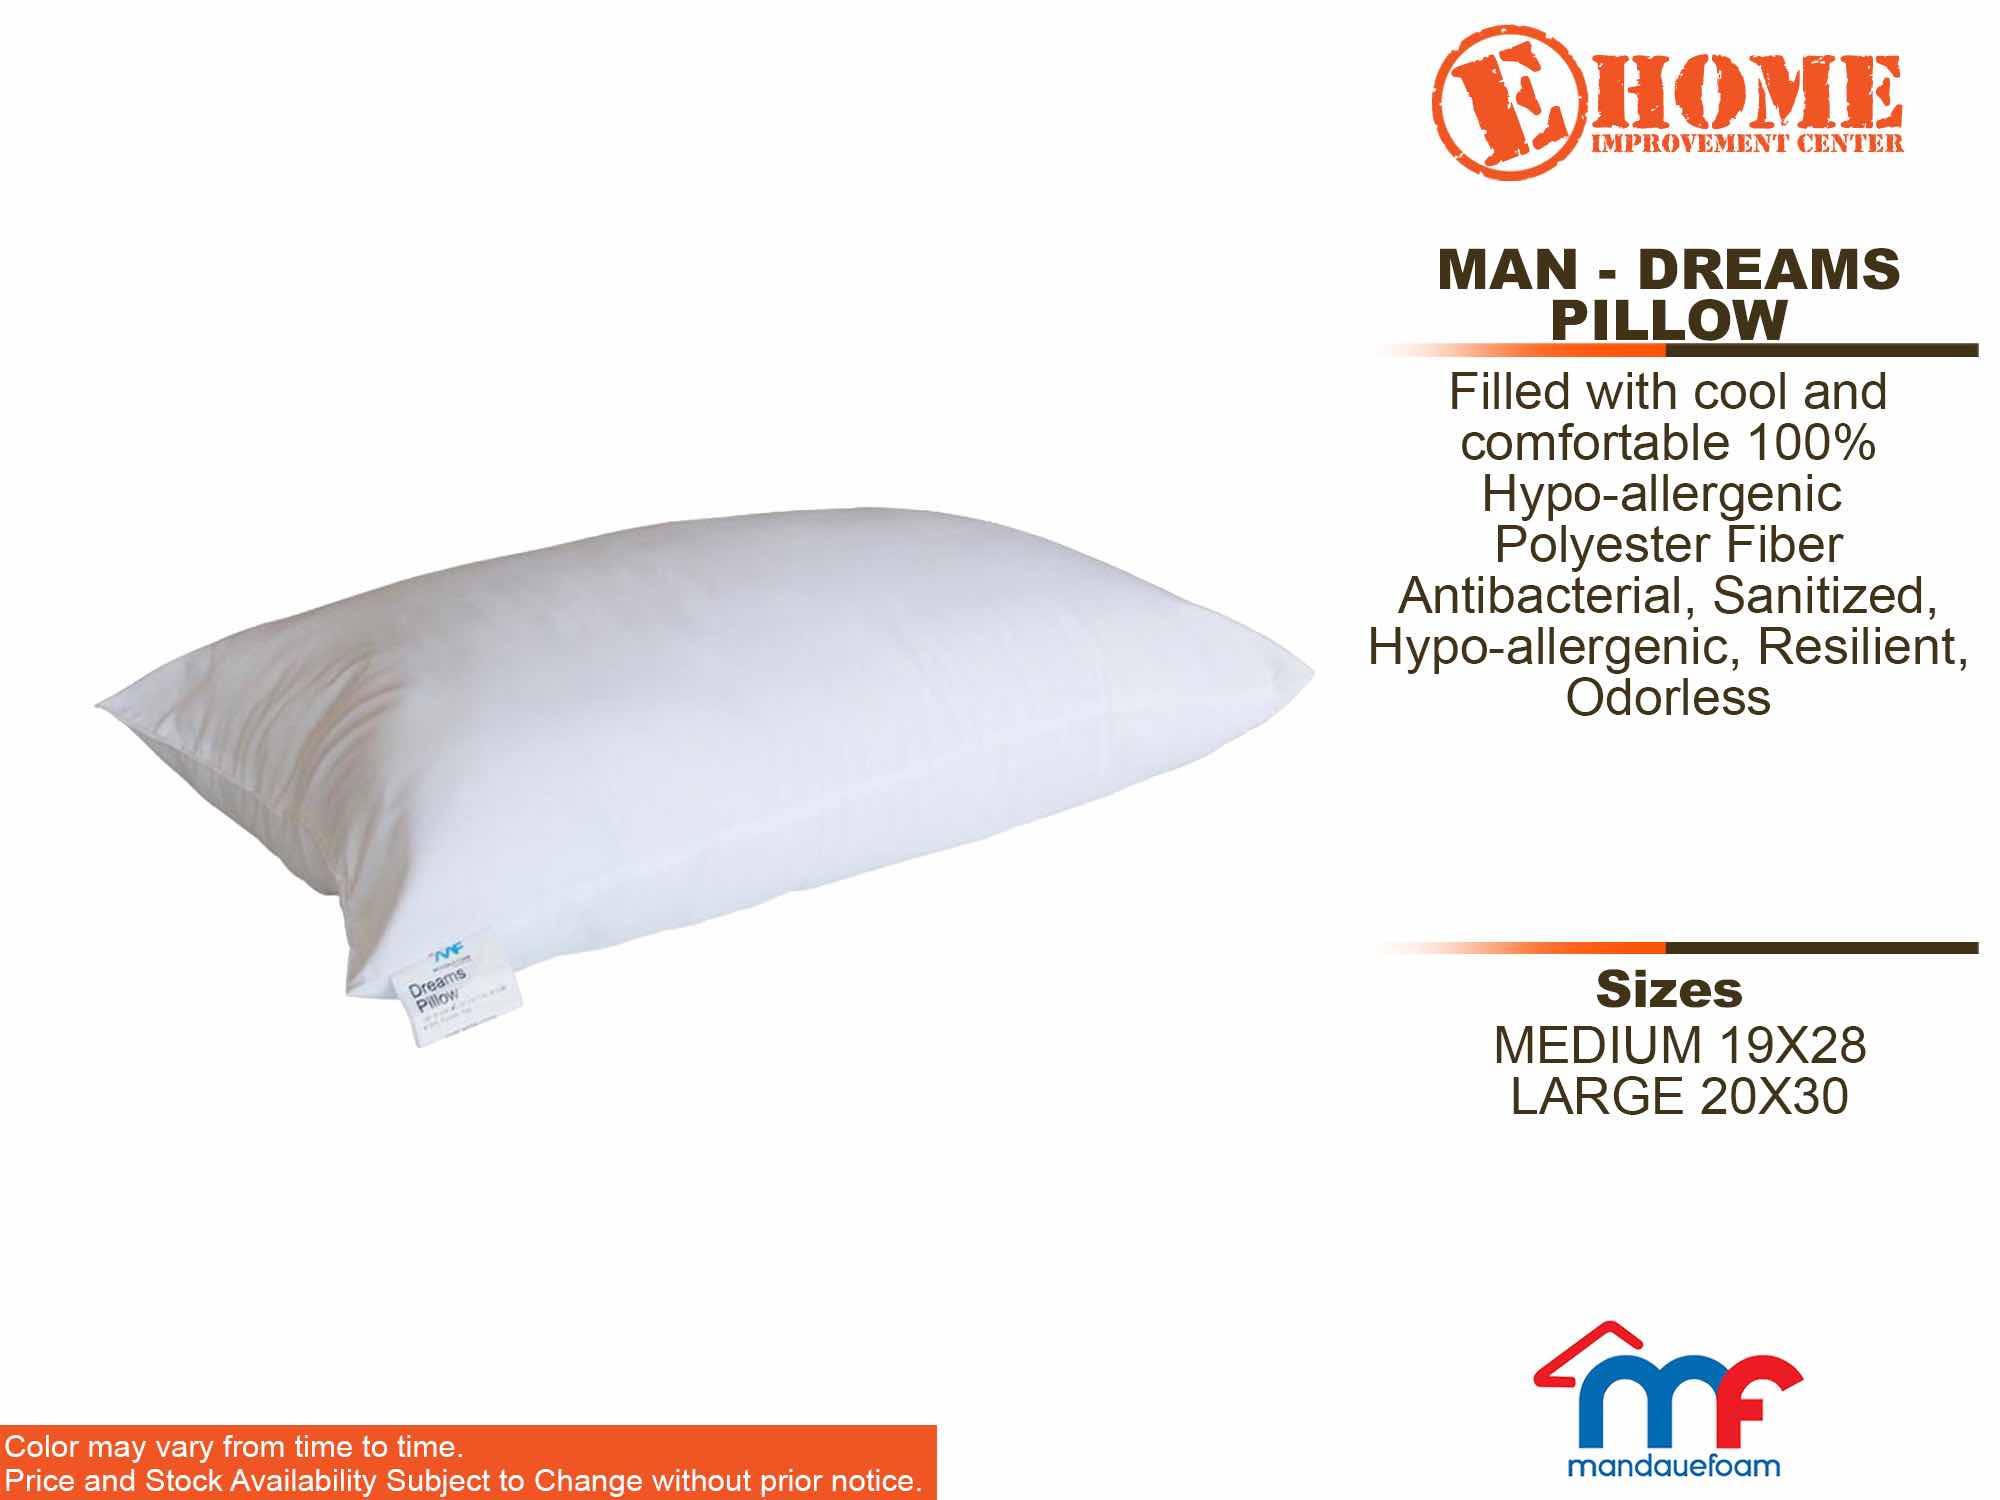 E HOME
IMPROVEMENT CENTER
MAN - DREAMS
PILLOW
Filled with cool and
comfortable 100%
Hypo-allergenic
Polyester Fiber
Antibacterial, Sanitized,
Hypo-allergenic, Resilient,
Odorless
Sizes
MEDIUM 19X28
LARGE 20X30
MF
Dreams
Pillow
mf
mandauefoam
Color may vary from time to time.
Price and Stock Availability Subject to Change without prior notice.